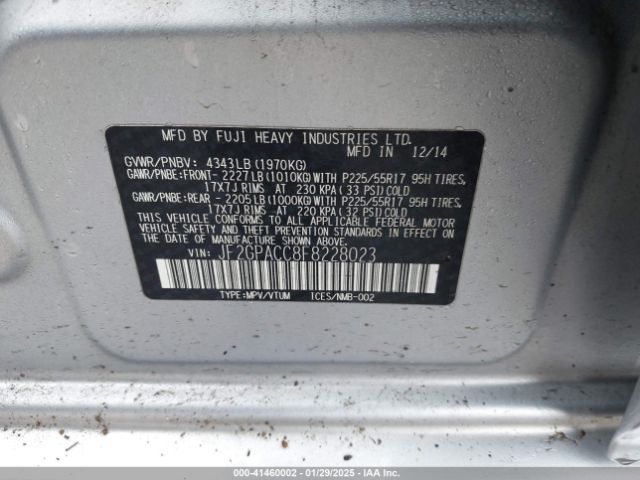 MFD BY FUJI HEAVY INDUSTRIES LTD.
MFD IN 12/14
GVWR/PNBV: 4343LB(1970KG)
GAWR/PNBE:FRONT- 2227LB(1010KG)WITH P225/55R17 95H TIRES,
17X7J RIMS AT 230 KPA(33 PSI)COLD
GAWR/PNBE:REAR - 2205LB(1000KG)WITH P225/55R17 95H TIRES,
17X7J RIMS AT 220 KPA(32 PSI)COLD
THIS VEHICLE CONFORMS TO ALL APPLICABLE FEDERAL MOTOR
VEHICLE SAFETY AND THEFT PREVENTION STANDARDS IN EFFECT
ON THE DATE OF MANUFACTURE SHOWN ABOVE.
VIN: JF2GPACC8F8228023
TYPE:MPV/VTUM ICES/NMB-002
000-41460002 - 01/29/2025 - IAAI.CA